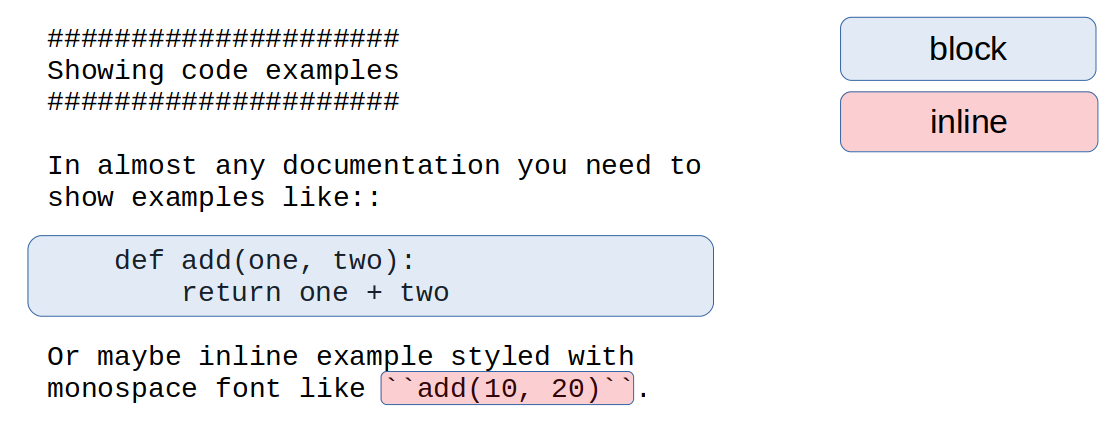 #####################
Showing code examples
#####################
In almost any documentation you need to
show examples like::
    def add(one, two):
        return one + two
Or maybe inline example styled with
monospace font like ``add(10, 20)``.
block
inline